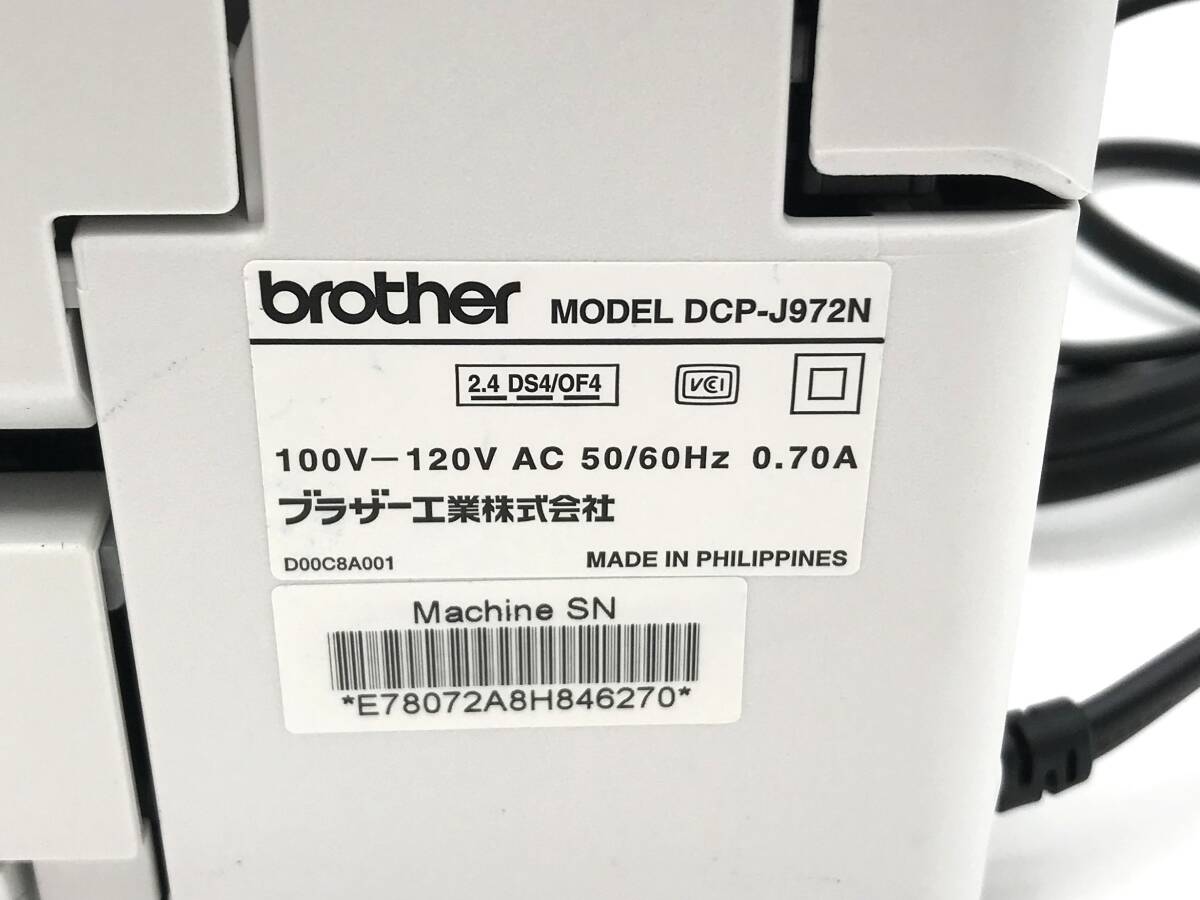 brother MODEL DCP-J972N
2.4 DS4/OF4
VCI
100V－120V AC 50/60Hz 0.70A
ブラザー工業株式会社
D00C8A001 MADE IN PHILIPPINES
Machine SN
*E78072A8H846270*